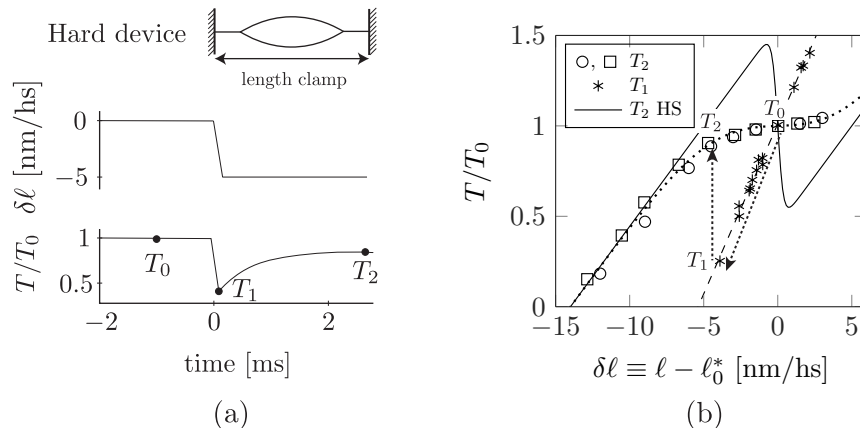 Hard device
length clamp
δℓ [nm/hs]
0
−5
T/T₀
1
0.5
T₀
T₁
T₂
−2
0
2
time [ms]
(a)
T/T₀
1.5
1
0.5
0
○, □ T₂
∗ T₁
— T₂ HS
T₀
T₂
T₁
−15
−10
−5
0
5
δℓ ≡ ℓ − ℓ₀* [nm/hs]
(b)